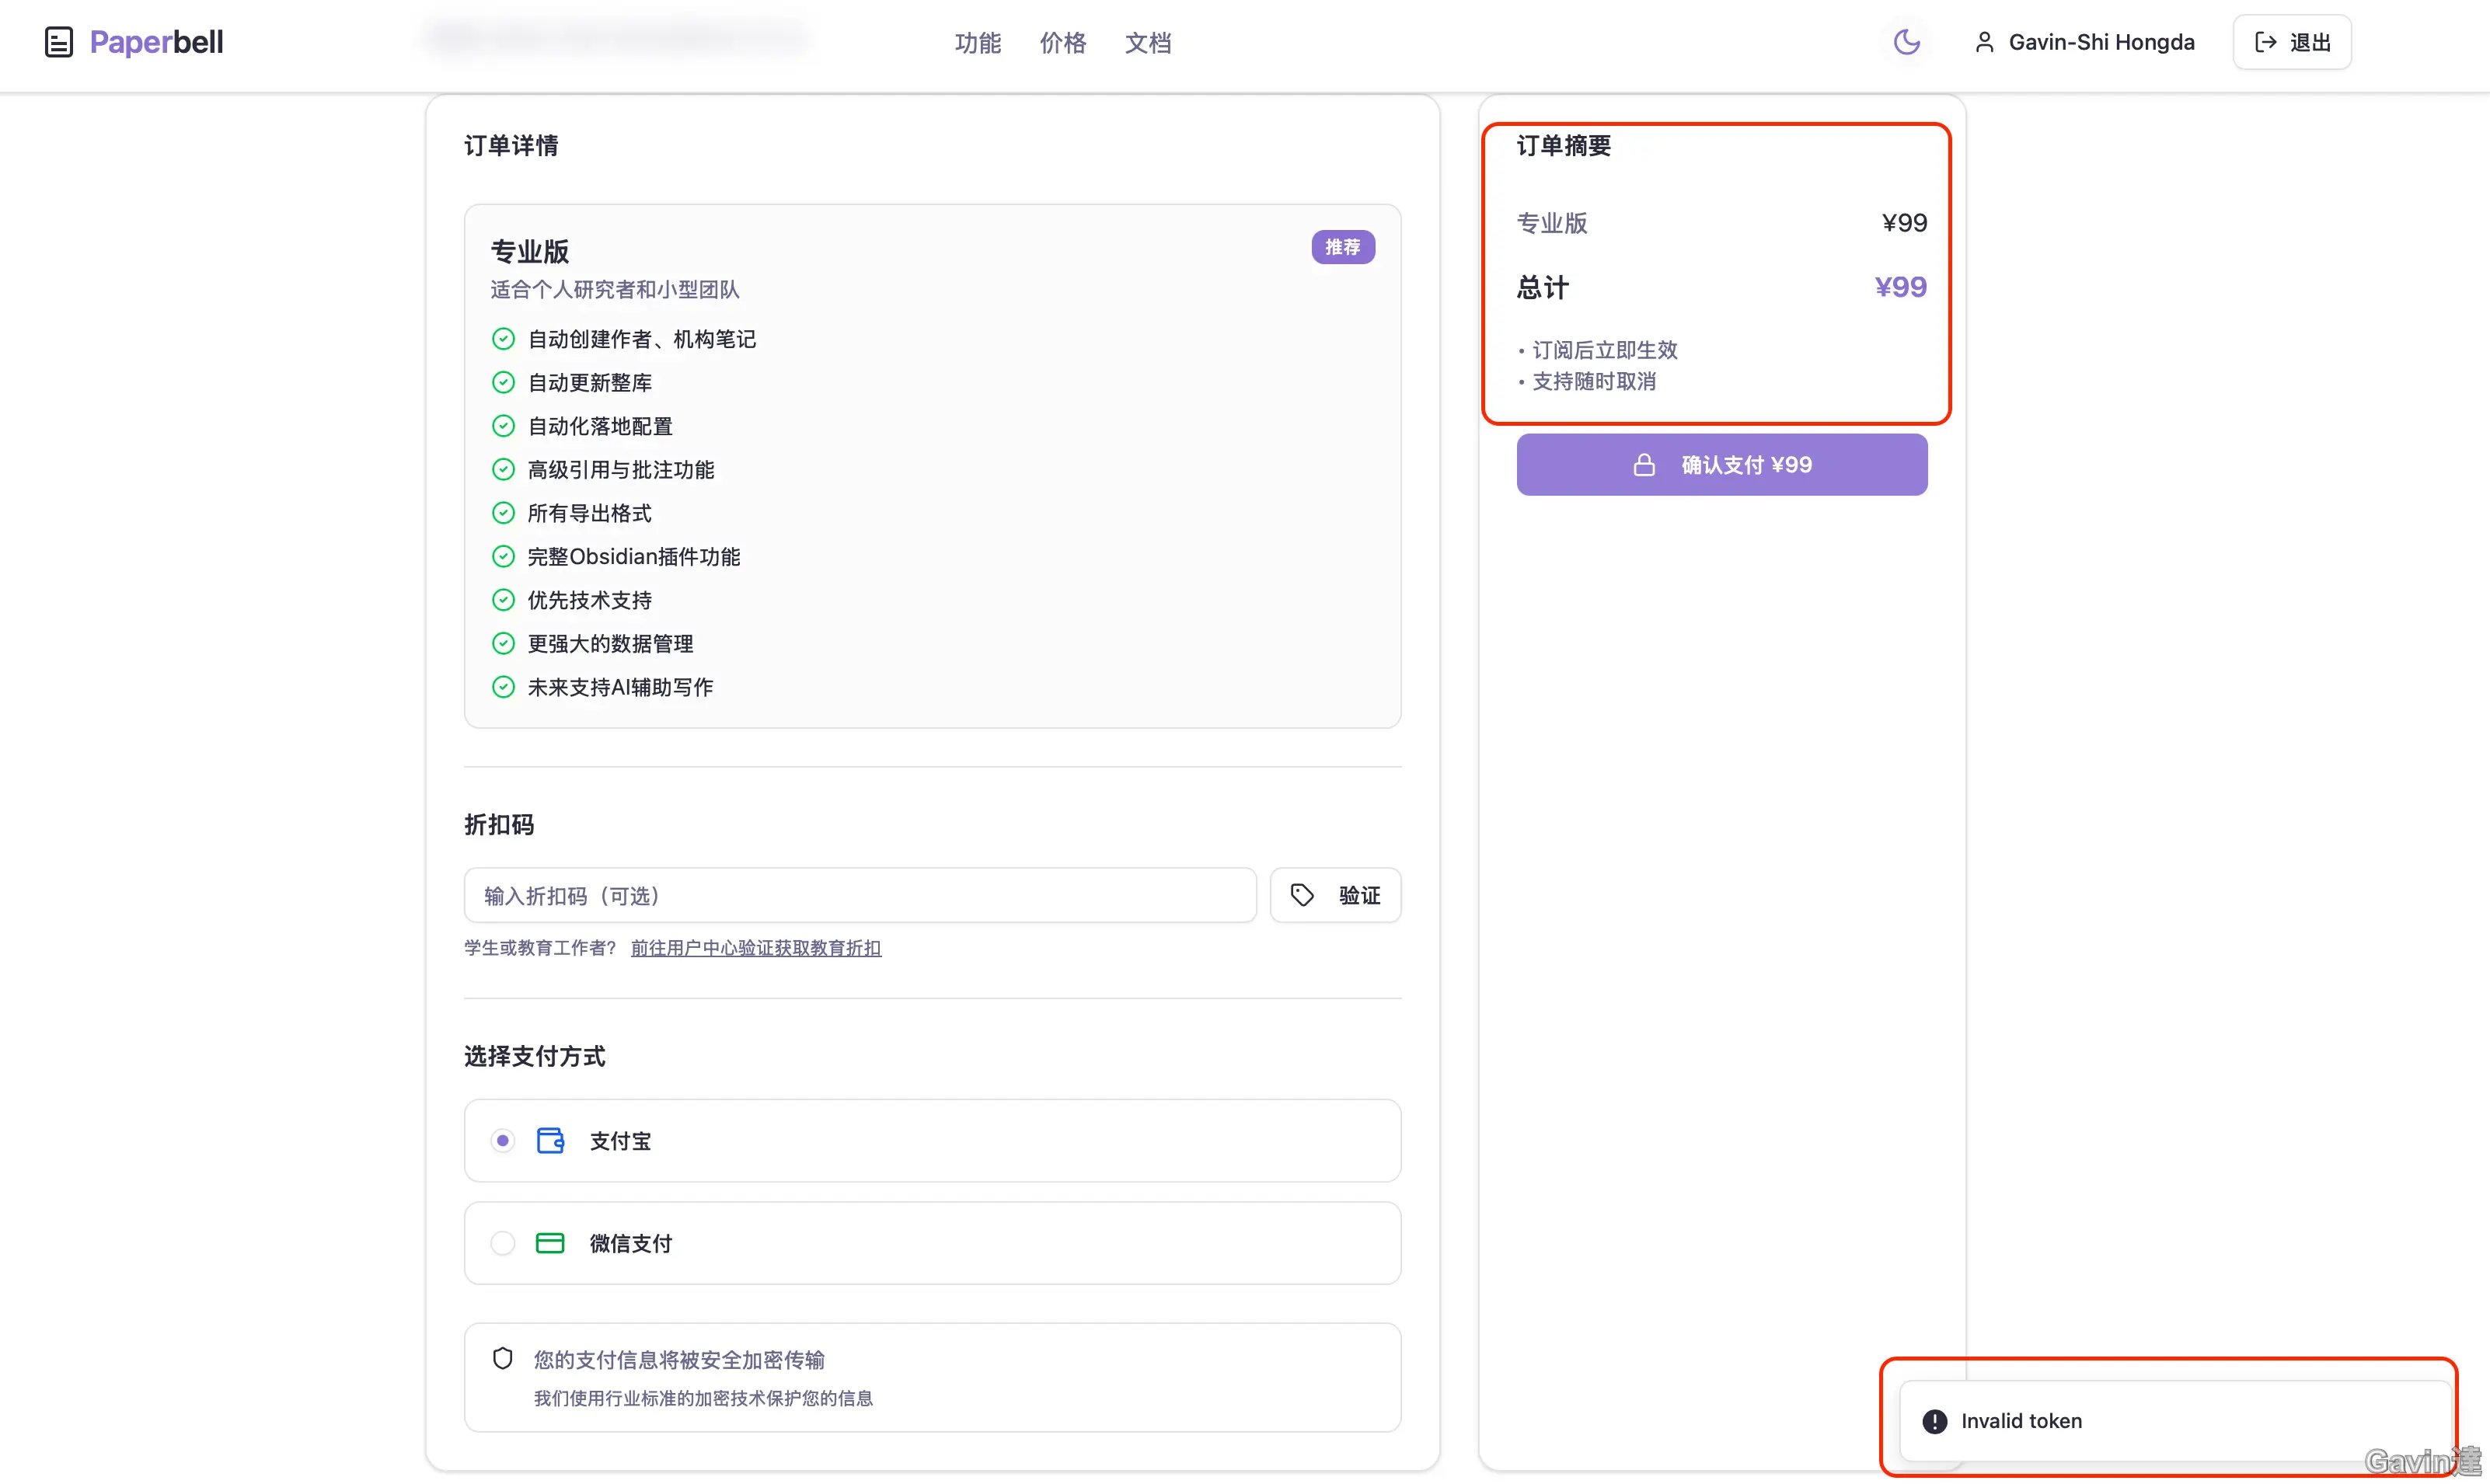 Paperbell
功能
价格
文档
Gavin-Shi Hongda
退出
订单详情
专业版
推荐
适合个人研究者和小型团队
自动创建作者、机构笔记
自动更新整库
自动化落地配置
高级引用与批注功能
所有导出格式
完整Obsidian插件功能
优先技术支持
更强大的数据管理
未来支持AI辅助写作
折扣码
输入折扣码（可选）
验证
学生或教育工作者？ 前往用户中心验证获取教育折扣
选择支付方式
支付宝
微信支付
您的支付信息将被安全加密传输
我们使用行业标准的加密技术保护您的信息
订单摘要
专业版 ¥99
总计 ¥99
• 订阅后立即生效
• 支持随时取消
确认支付 ¥99
Invalid token
Gavin達